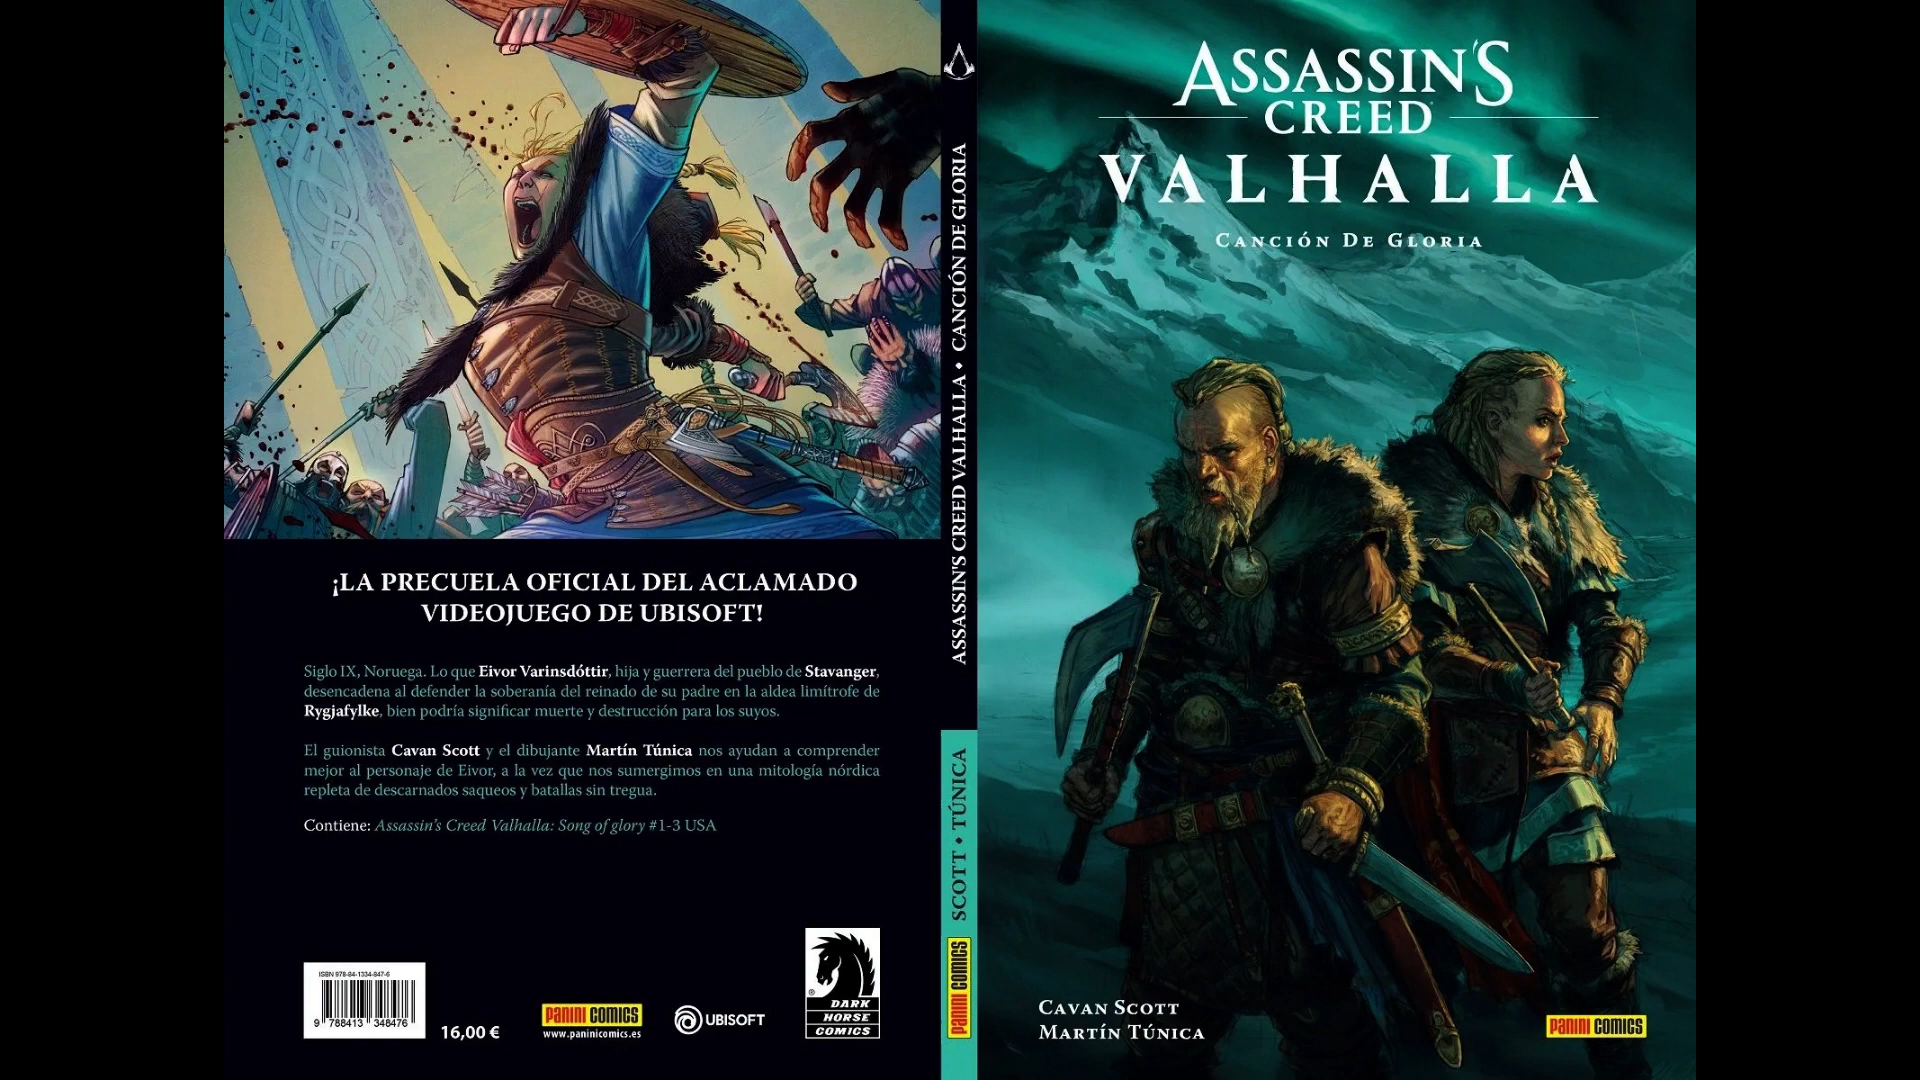 ¡LA PRECUELA OFICIAL DEL ACLAMADO
VIDEOJUEGO DE UBISOFT!
Siglo IX, Noruega. Lo que Eivor Varinsdóttir, hija y guerrera del pueblo de Stavanger,
desencadena al defender la soberanía del reinado de su padre en la aldea limítrofe de
Rygjafylke, bien podría significar muerte y destrucción para los suyos.
El guionista Cavan Scott y el dibujante Martín Túnica nos ayudan a comprender
mejor al personaje de Eivor, a la vez que nos sumergimos en una mitología nórdica
repleta de descarnados saqueos y batallas sin tregua.
Contiene: Assassin's Creed Valhalla: Song of glory #1-3 USA
ISBN 978-84-1334-847-6
9 788413 348476
16,00 €
PANINI COMICS
www.paninicomics.es
UBISOFT
DARK
HORSE
COMICS
ASSASSIN'S CREED VALHALLA • CANCIÓN DE GLORIA
SCOTT • TÚNICA
PANINI COMICS
ASSASSIN'S
CREED
VALHALLA
CANCIÓN DE GLORIA
CAVAN SCOTT
MARTÍN TÚNICA
PANINI COMICS